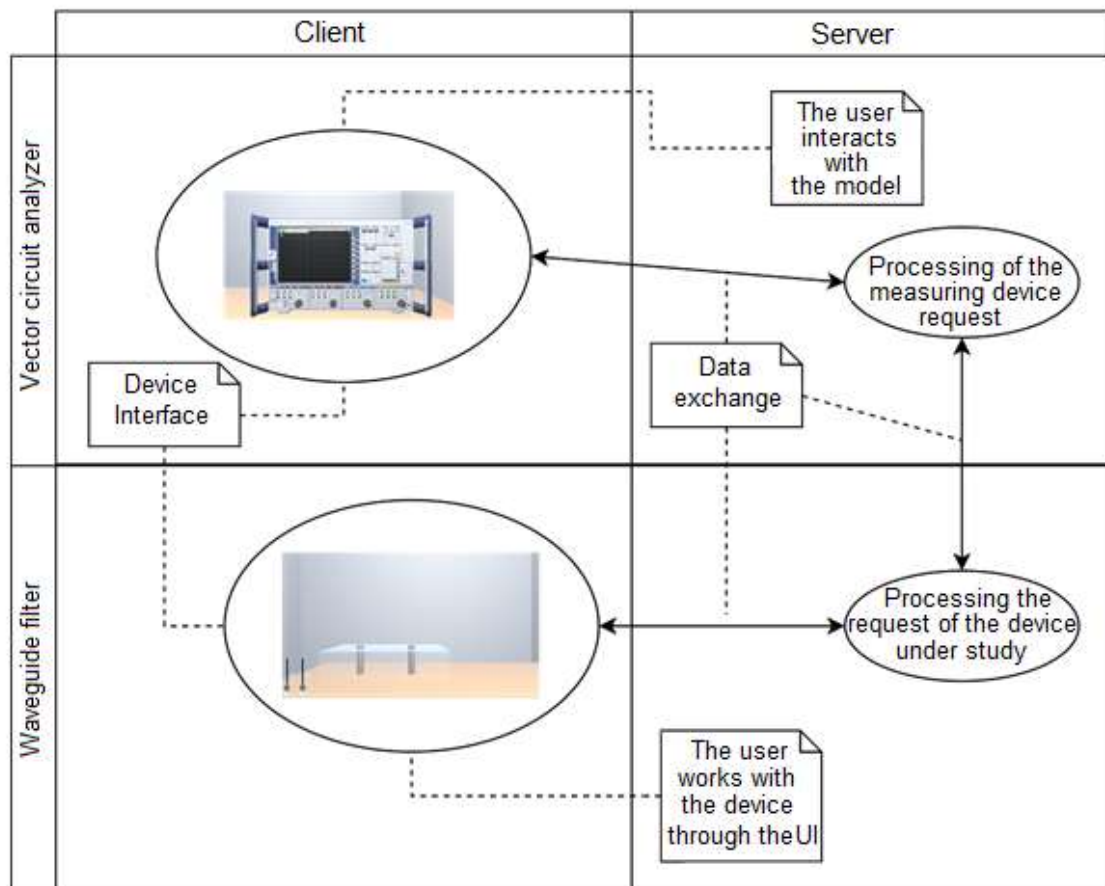 Client
Server
Vector circuit analyzer
The user
interacts
with
the model
Processing of the
measuring device
request
Device
Interface
Data
exchange
Waveguide filter
Processing the
request of the device
under study
The user
works with
the device
through theUI